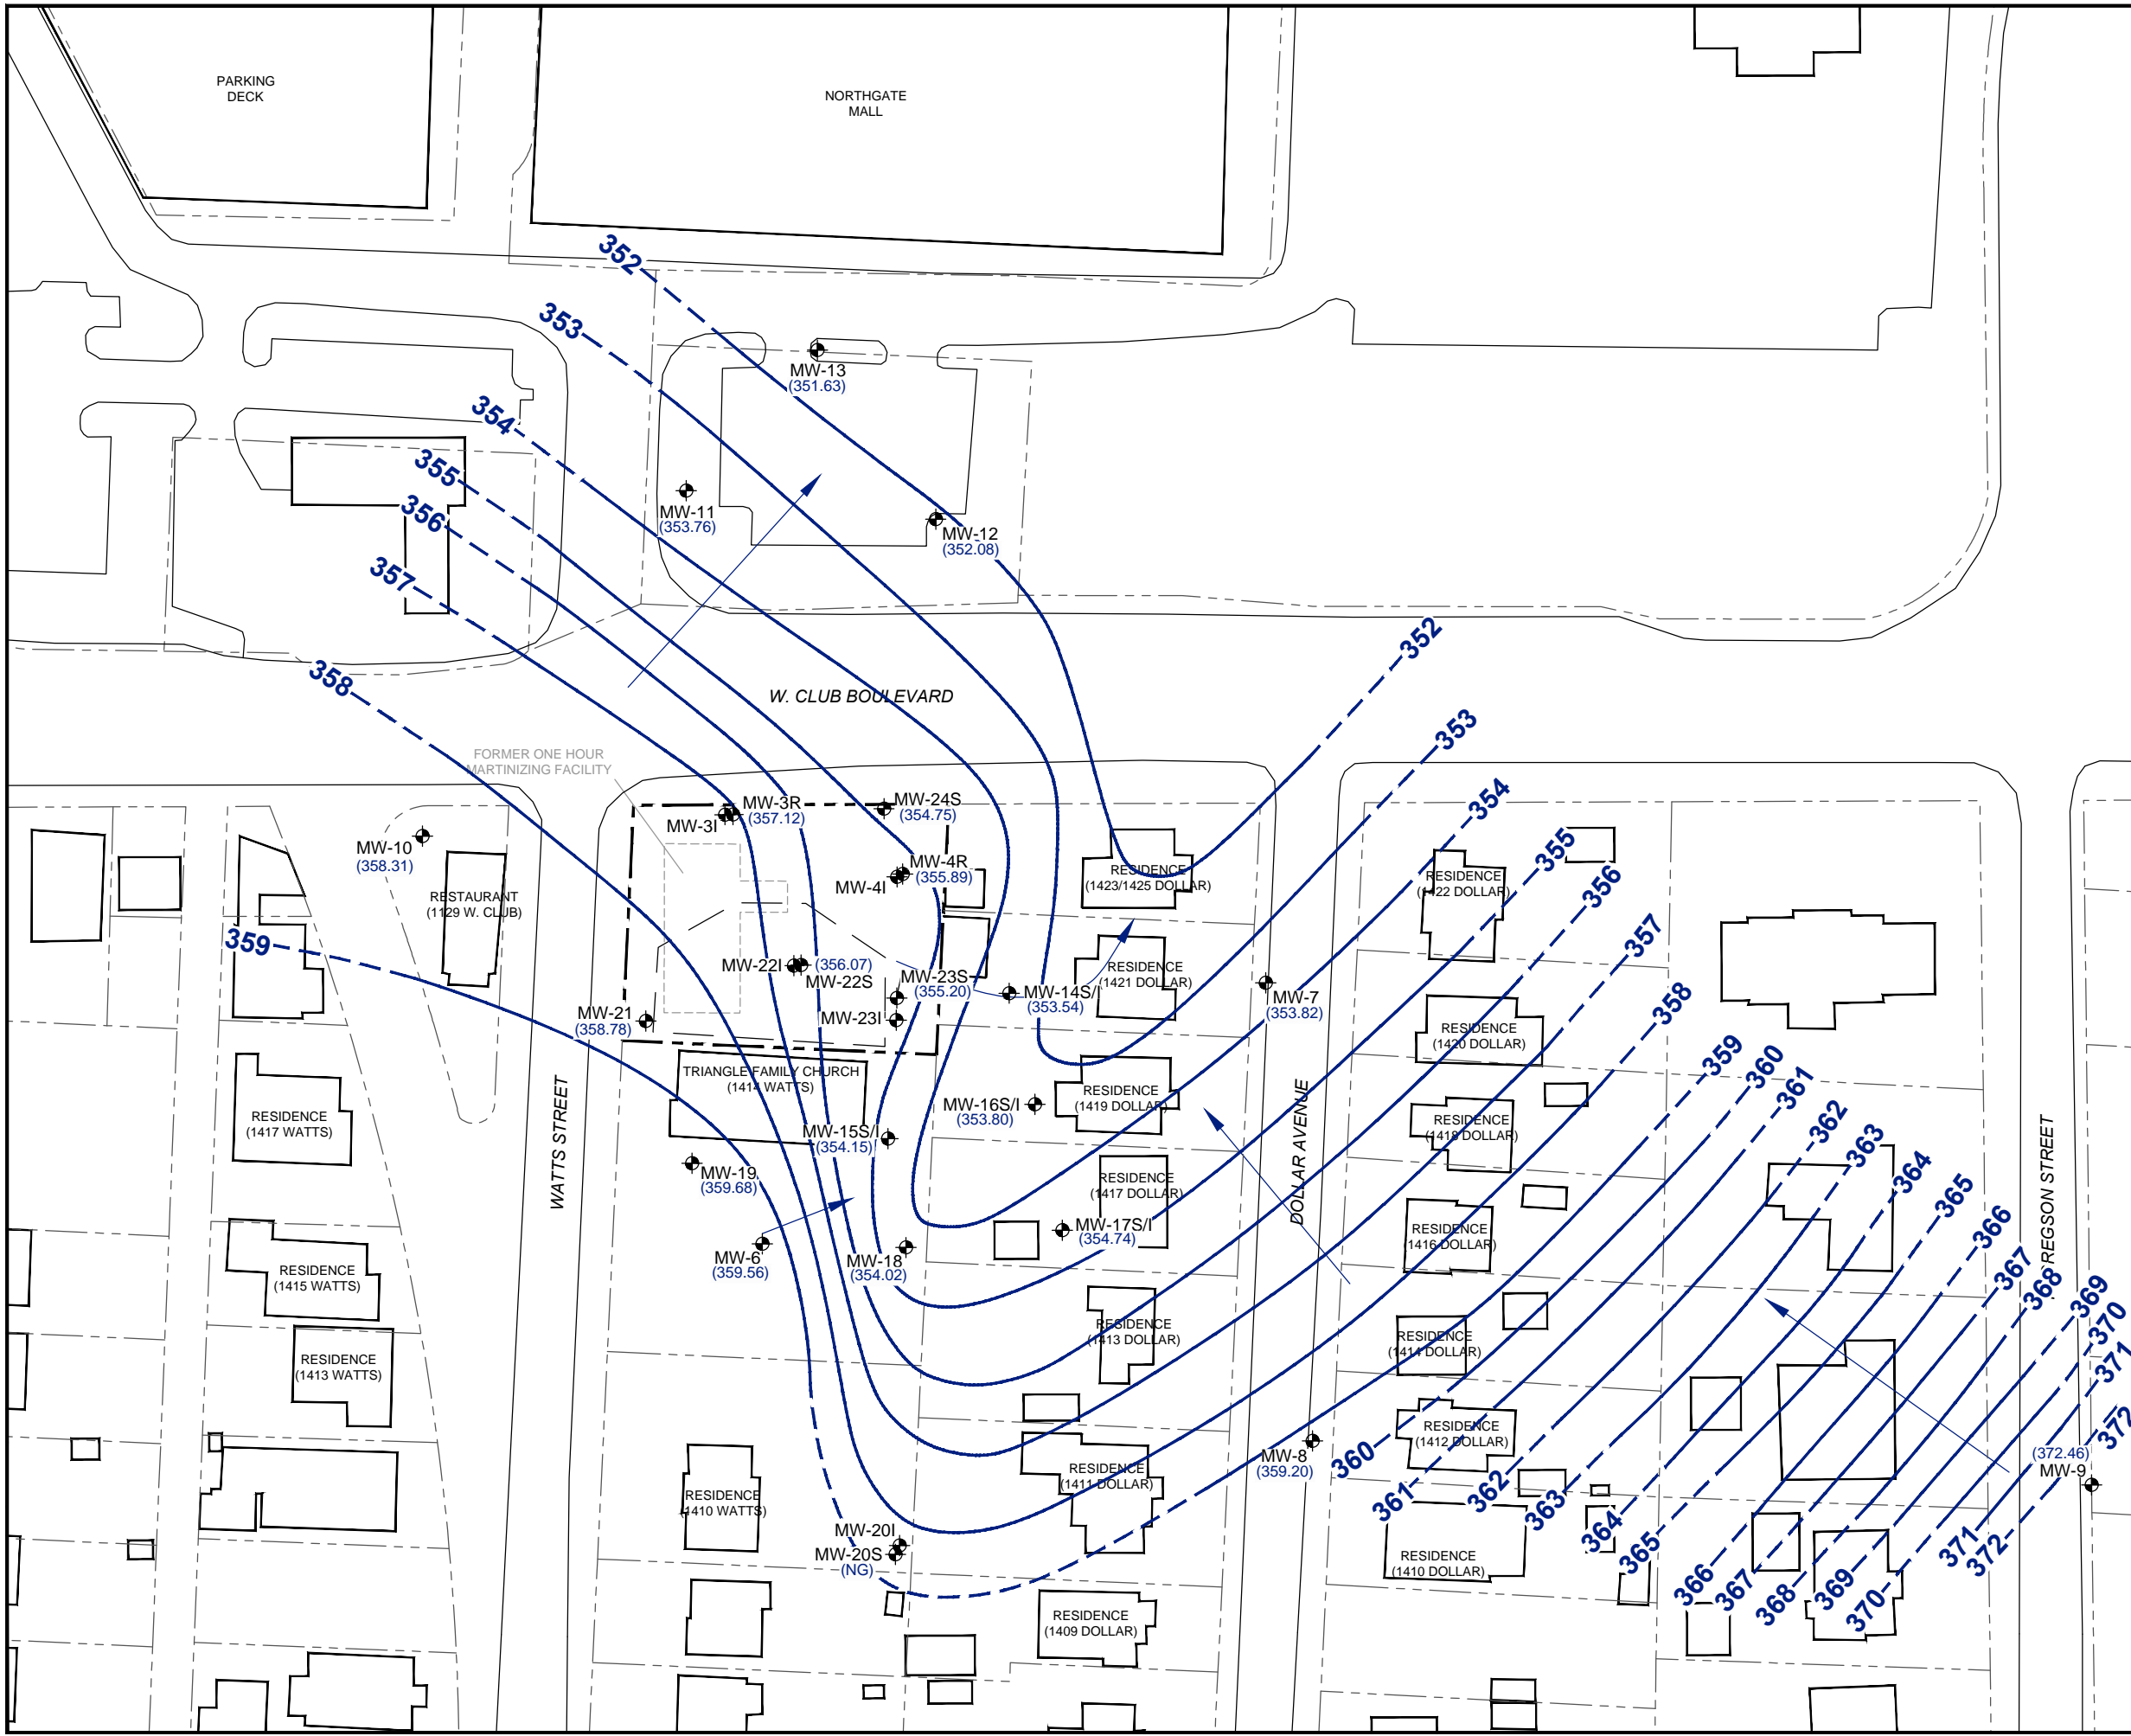 PARKING
DECK
NORTHGATE
MALL
352
353
354
355
356
357
358
359
MW-13
(351.63)
MW-11
(353.76)
MW-12
(352.08)
352
353
354
355
356
357
358
359
360
361
362
363
364
365
366
367
368
369
370
371
372
W. CLUB BOULEVARD
FORMER ONE HOUR
MARTINIZING FACILITY
MW-3R
(357.12)
MW-3I
MW-24S
(354.75)
MW-10
(358.31)
MW-4R
(355.89)
MW-4I
RESTAURANT
(1129 W. CLUB)
RESIDENCE
(1423/1425 DOLLAR)
RESIDENCE
(1422 DOLLAR)
MW-22I
(356.07)
MW-22S
MW-23S
(355.20)
MW-23I
MW-14S/I
(353.54)
RESIDENCE
(1421 DOLLAR)
MW-7
(353.82)
MW-21
(358.78)
RESIDENCE
(1420 DOLLAR)
TRIANGLE FAMILY CHURCH
(1414 WATTS)
RESIDENCE
(1417 WATTS)
WATTS STREET
MW-16S/I
(353.80)
RESIDENCE
(1419 DOLLAR)
DOLLAR AVENUE
RESIDENCE
(1418 DOLLAR)
REGSON STREET
MW-15S/I
(354.15)
MW-19
(359.68)
RESIDENCE
(1417 DOLLAR)
MW-17S/I
(354.74)
RESIDENCE
(1416 DOLLAR)
MW-6
(359.56)
MW-18
(354.02)
RESIDENCE
(1415 WATTS)
RESIDENCE
(1413 DOLLAR)
RESIDENCE
(1414 DOLLAR)
RESIDENCE
(1413 WATTS)
RESIDENCE
(1412 DOLLAR)
MW-8
(359.20)
(372.46)
MW-9
RESIDENCE
(1411 DOLLAR)
RESIDENCE
(1410 WATTS)
MW-20I
MW-20S
(NG)
RESIDENCE
(1410 DOLLAR)
RESIDENCE
(1409 DOLLAR)
360
361
362
363
364
365
366
367
368
369
370
371
372